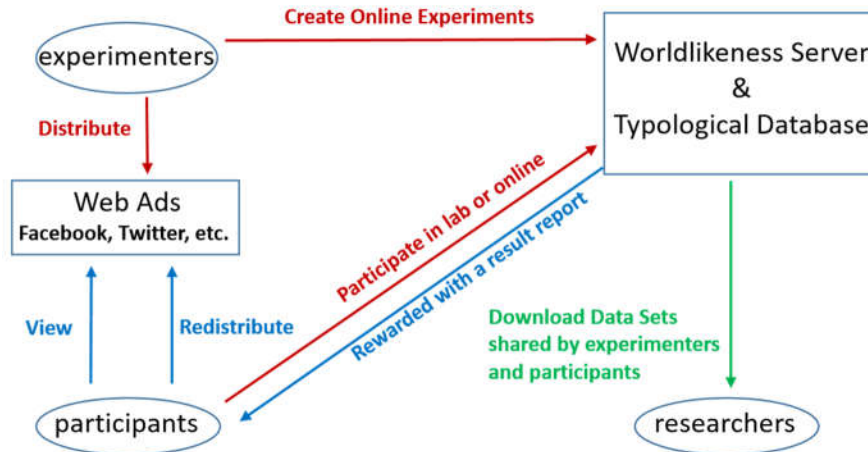 Create Online Experiments
experimenters
Worldlikeness Server
&
Typological Database
Distribute
Web Ads
Facebook, Twitter, etc.
Participate in lab or online
Rewarded with a result report
View
Redistribute
Download Data Sets
shared by experimenters
and participants
participants
researchers